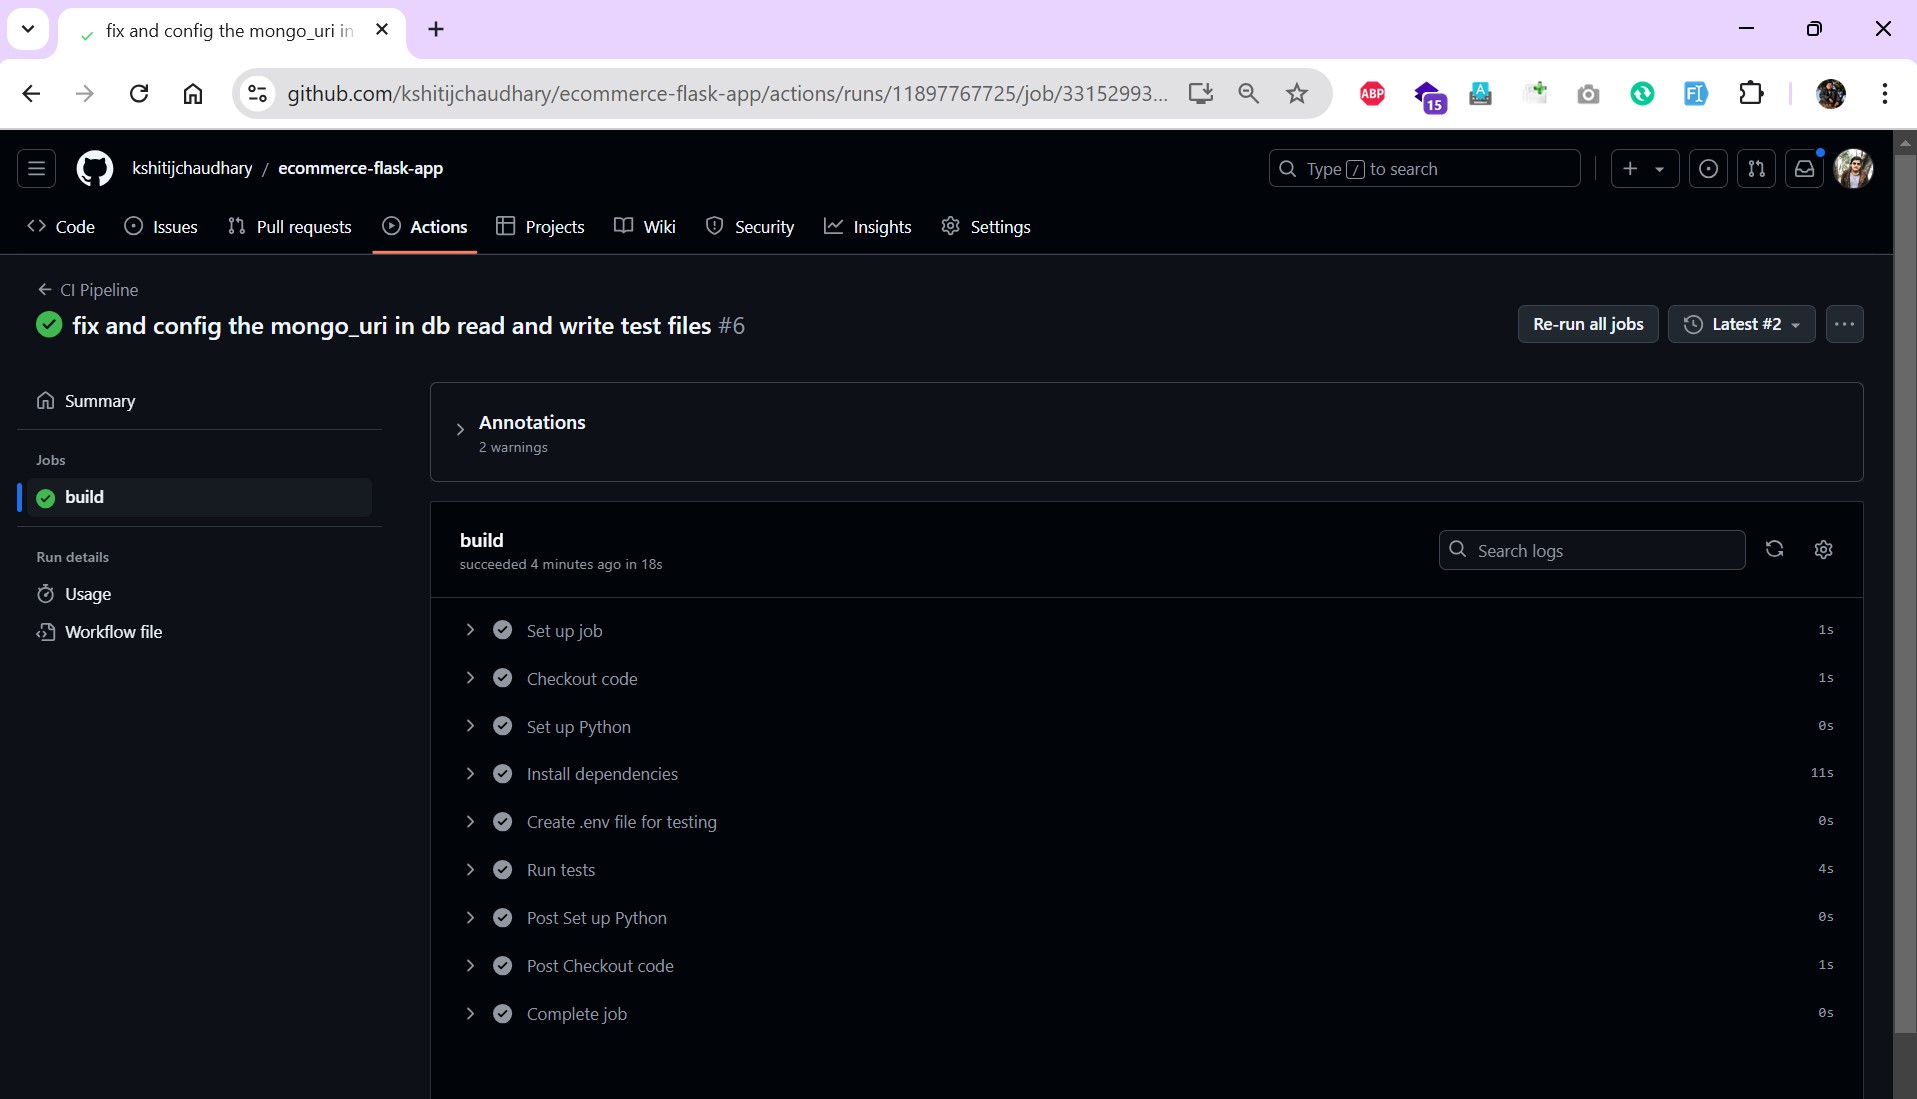 fix and config the mongo_uri in
github.com/kshitijchaudhary/ecommerce-flask-app/actions/runs/11897767725/job/33152993...
ABP
15
A
FI
kshitijchaudhary / ecommerce-flask-app
Type / to search
Code
Issues
Pull requests
Actions
Projects
Wiki
Security
Insights
Settings
CI Pipeline
fix and config the mongo_uri in db read and write test files #6
Re-run all jobs
Latest #2
Summary
Jobs
build
Run details
Usage
Workflow file
Annotations
2 warnings
build
succeeded 4 minutes ago in 18s
Search logs
Set up job 1s
Checkout code 1s
Set up Python 0s
Install dependencies 11s
Create .env file for testing 0s
Run tests 4s
Post Set up Python 0s
Post Checkout code 1s
Complete job 0s